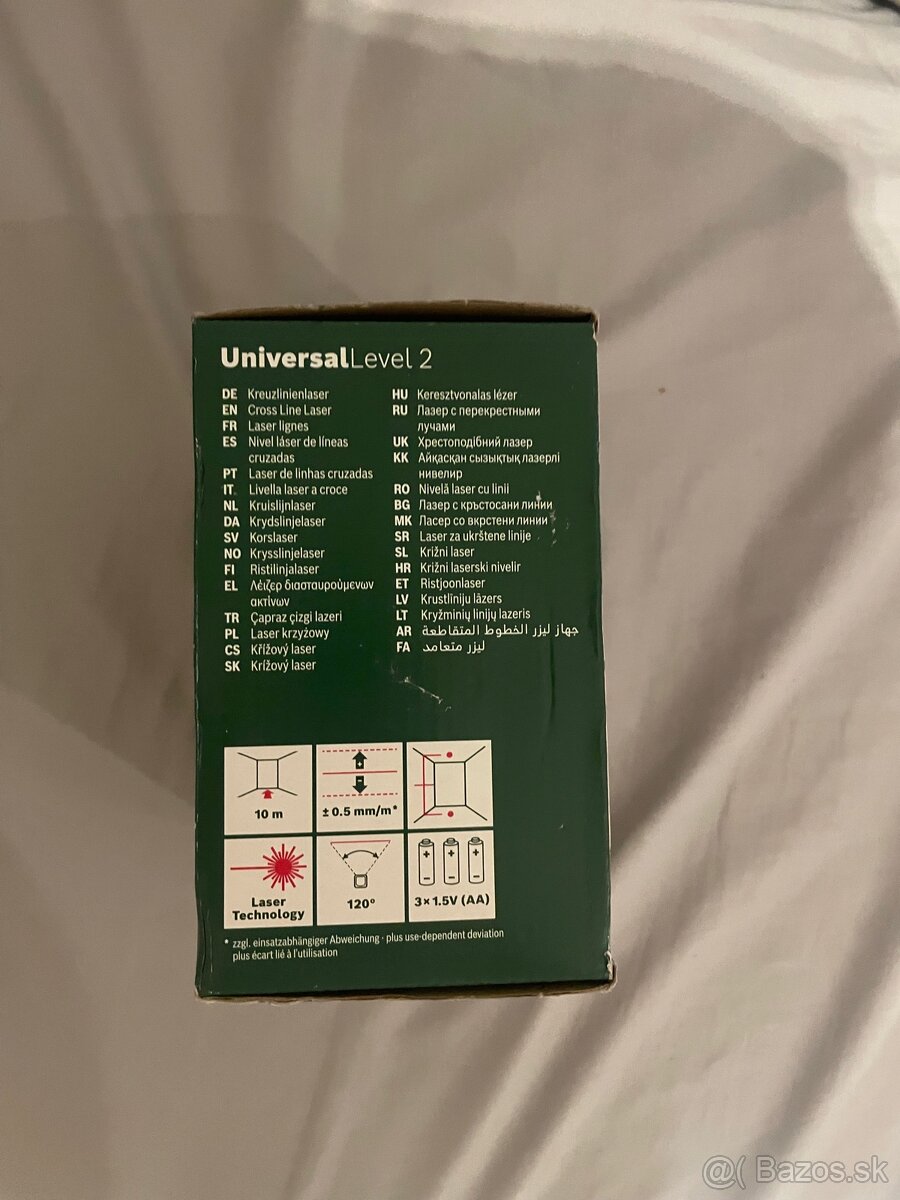 UniversalLevel 2
DE Kreuzlinienlaser
EN Cross Line Laser
FR Laser lignes
ES Nivel láser de líneas
cruzadas
PT Laser de linhas cruzadas
IT Livella laser a croce
NL Kruislijnlaser
DA Krydslinjelaser
SV Korslaser
NO Krysslinjelaser
FI Ristilinjalaser
EL Λέιζερ διασταυρούμενων
ακτίνων
TR Çapraz çizgi lazeri
PL Laser krzyżowy
CS Křížový laser
SK Krížový laser
HU Keresztvonalas lézer
RU Лазер с перекрестными
лучами
UK Хрестоподібний лазер
KK Айқасқан сызықтық лазерлі
нивелир
RO Nivelă laser cu linii
BG Лазер с кръстосани линии
MK Ласер со вкрстени линии
SR Laser za ukrštene linije
SL Križni laser
HR Križni laserski nivelir
ET Ristjoonlaser
LV Krustlīniju lāzers
LT Kryžminių linijų lazeris
AR جهاز ليزر الخطوط المتقاطعة
FA ليزر متعامد
10 m
± 0.5 mm/m*
Laser
Technology
120°
3×1.5V (AA)
* zzgl. einsatzabhängiger Abweichung · plus use-dependent deviation
plus écart lié à l'utilisation
@( Bazos.sk